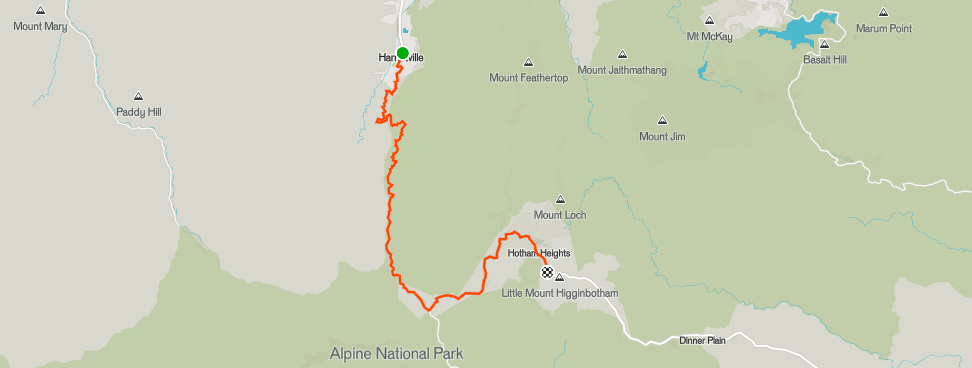 Mount Mary
Marum Point
Mt McKay
Basalt Hill
Mount Feathertop
Mount Jaithmathang
Paddy Hill
Mount Jim
Mount Loch
Hotham Heights
Little Mount Higginbotham
Dinner Plain
Alpine National Park